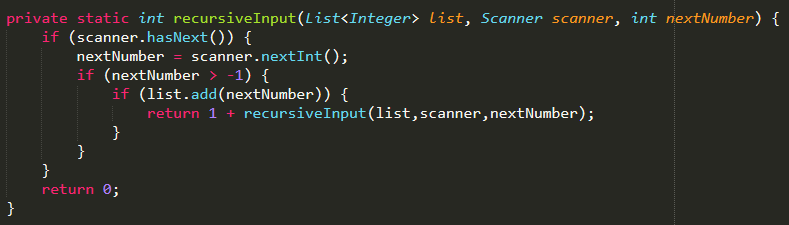 private static int recursiveInput(List<Integer> list, Scanner scanner, int nextNumber) {
    if (scanner.hasNext()) {
        nextNumber = scanner.nextInt();
        if (nextNumber > -1) {
            if (list.add(nextNumber)) {
                return 1 + recursiveInput(list,scanner,nextNumber);
            }
        }
    }
    return 0;
}